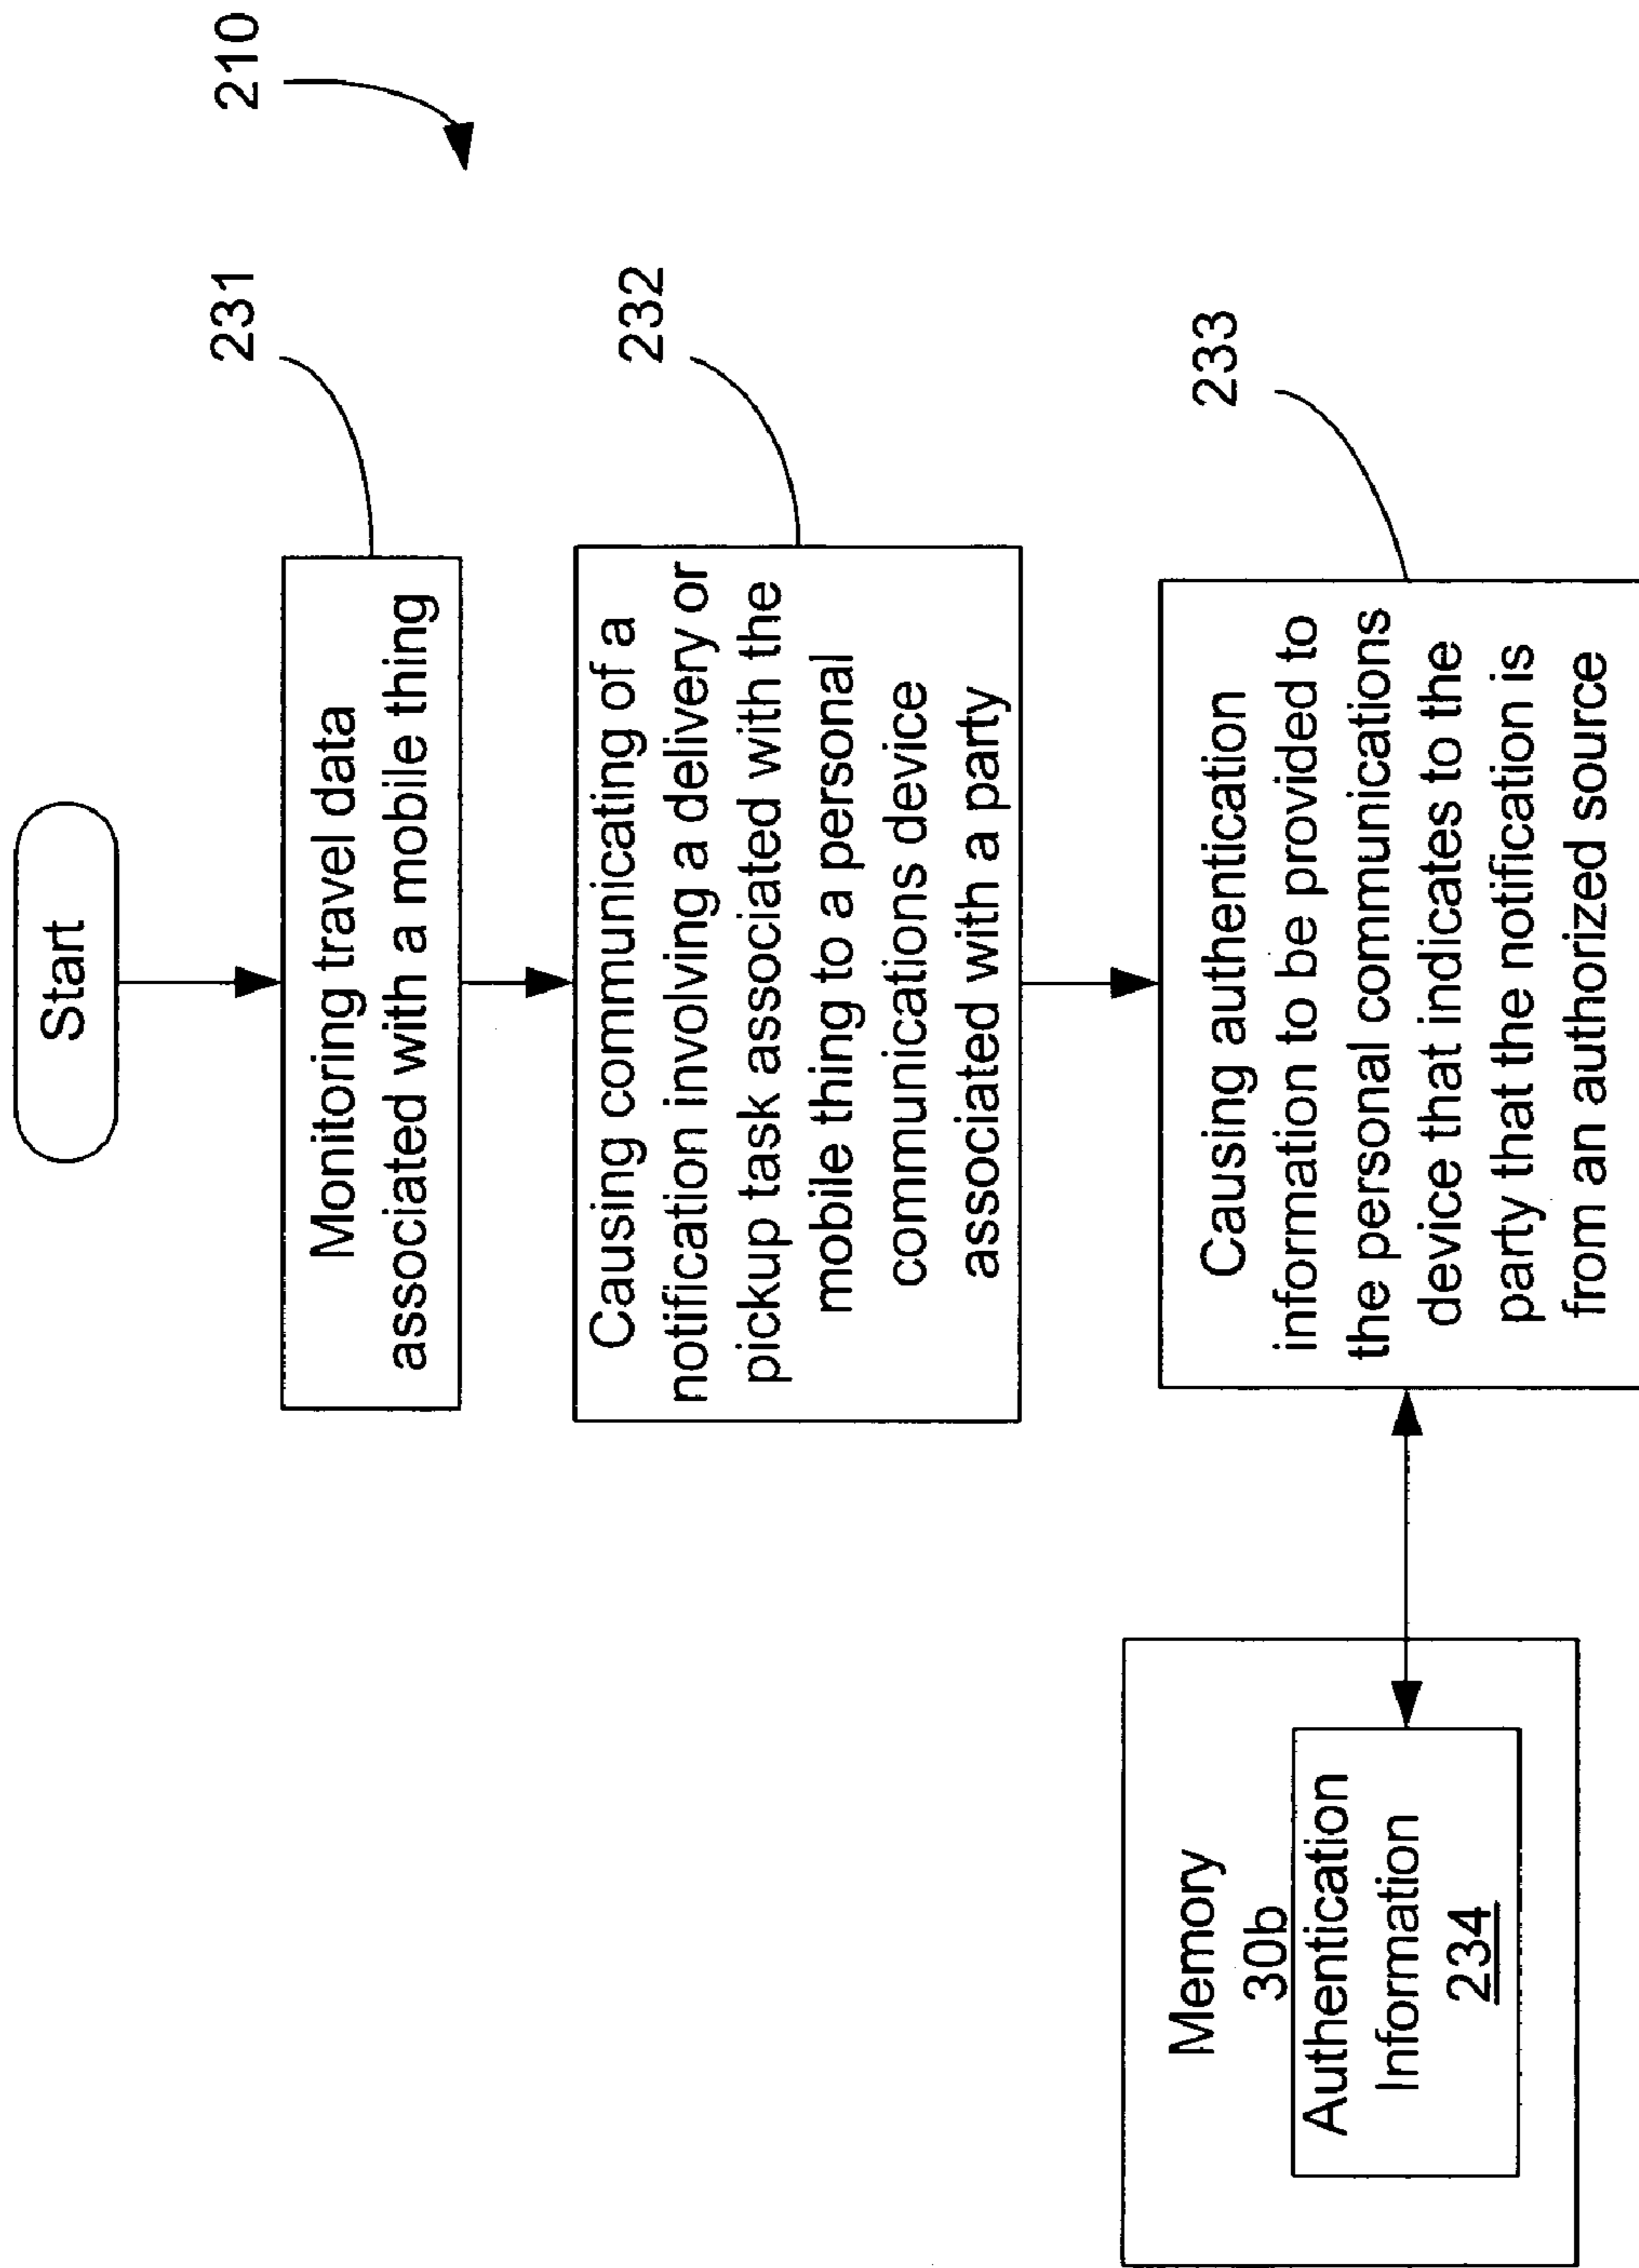 210
Start
231
Monitoring travel data
associated with a mobile thing
232
Causing communicating of a
notification involving a delivery or
pickup task associated with the
mobile thing to a personal
communications device
associated with a party
233
Causing authentication
information to be provided to
the personal communications
device that indicates to the
party that the notification is
from an authorized source
Memory
30b
Authentication
Information
234